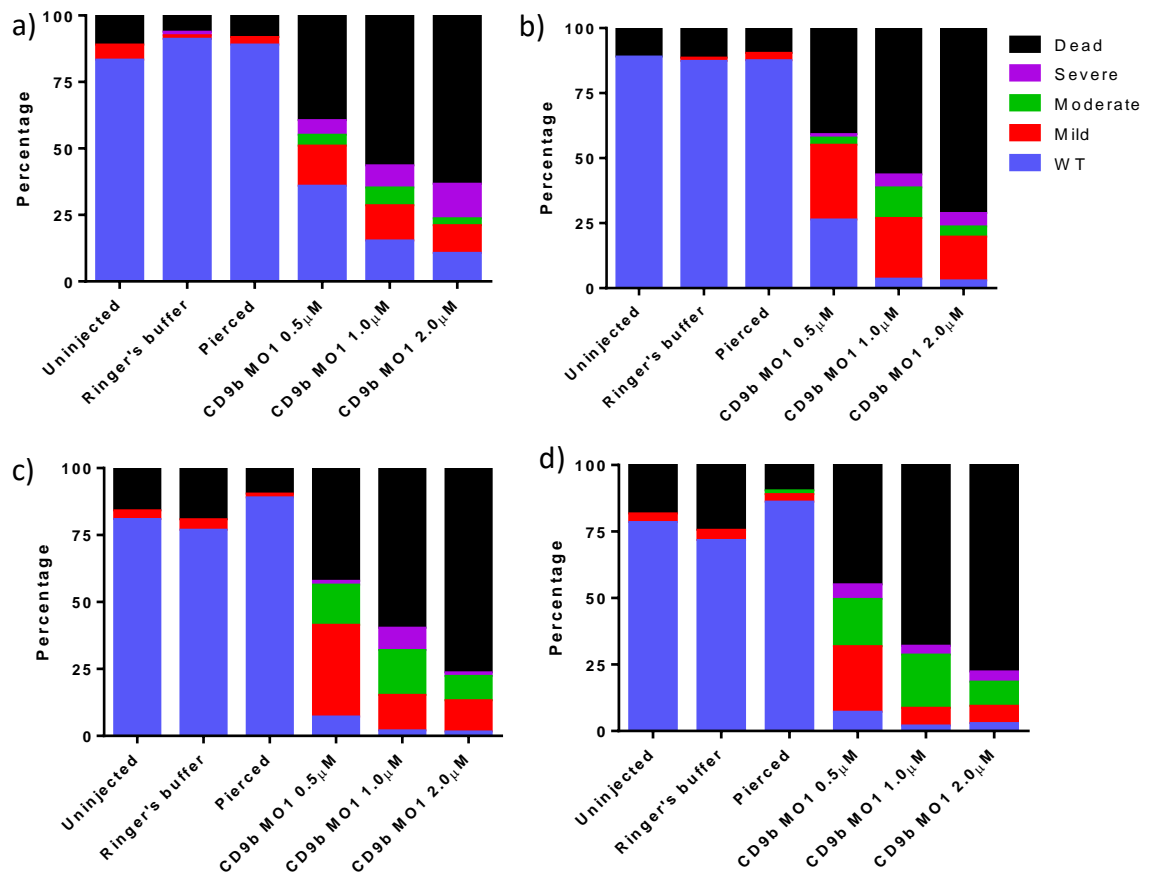 a)
100
75
50
25
0
Percentage
Uninjected
Ringer's buffer
Pierced
CD9b MO1 0.5μM
CD9b MO1 1.0μM
CD9b MO1 2.0μM
b)
100
75
50
25
0
Percentage
Uninjected
Ringer's buffer
Pierced
CD9b MO1 0.5μM
CD9b MO1 1.0μM
CD9b MO1 2.0μM
Dead
Severe
Moderate
Mild
WT
c)
100
75
50
25
0
Percentage
Uninjected
Ringer's buffer
Pierced
CD9b MO1 0.5μM
CD9b MO1 1.0μM
CD9b MO1 2.0μM
d)
100
75
50
25
0
Percentage
Uninjected
Ringer's buffer
Pierced
CD9b MO1 0.5μM
CD9b MO1 1.0μM
CD9b MO1 2.0μM